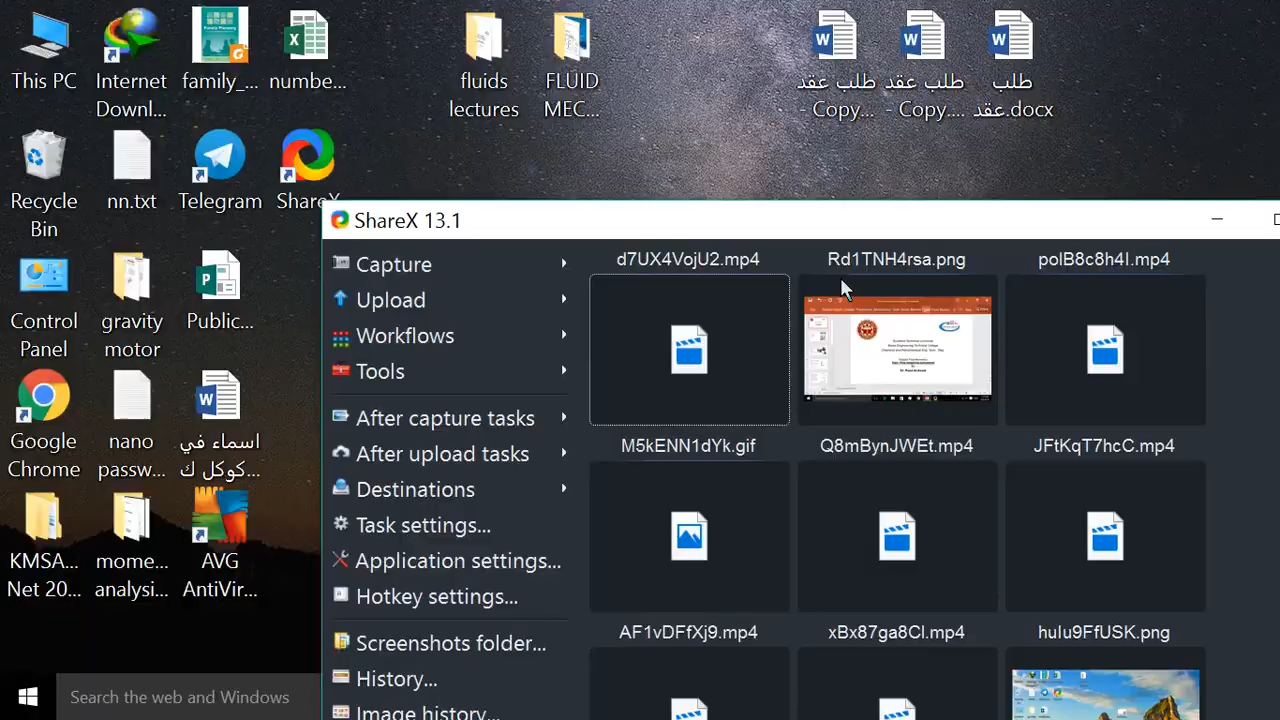 This PC
Internet
Downl...
family_...
numbe...
fluids
lectures
FLUID
MEC...
طلب عقد
- Copy...
طلب عقد
- Copy....
طلب
عقد.docx
Recycle
Bin
nn.txt
Telegram
ShareX
Control
Panel
gravity
motor
Public...
Google
Chrome
nano
passw...
اسماء في
كوكل ك...
KMSA...
Net 20...
mome...
analysi...
AVG
AntiVir...
Search the web and Windows
ShareX 13.1
Capture
Upload
Workflows
Tools
After capture tasks
After upload tasks
Destinations
Task settings...
Application settings...
Hotkey settings...
Screenshots folder...
History...
Image history...
d7UX4VojU2.mp4
Rd1TNH4rsa.png
polB8c8h4I.mp4
M5kENN1dYk.gif
Q8mBynJWEt.mp4
JFtKqT7hcC.mp4
AF1vDFfXj9.mp4
xBx87ga8Cl.mp4
hulu9FfUSK.png